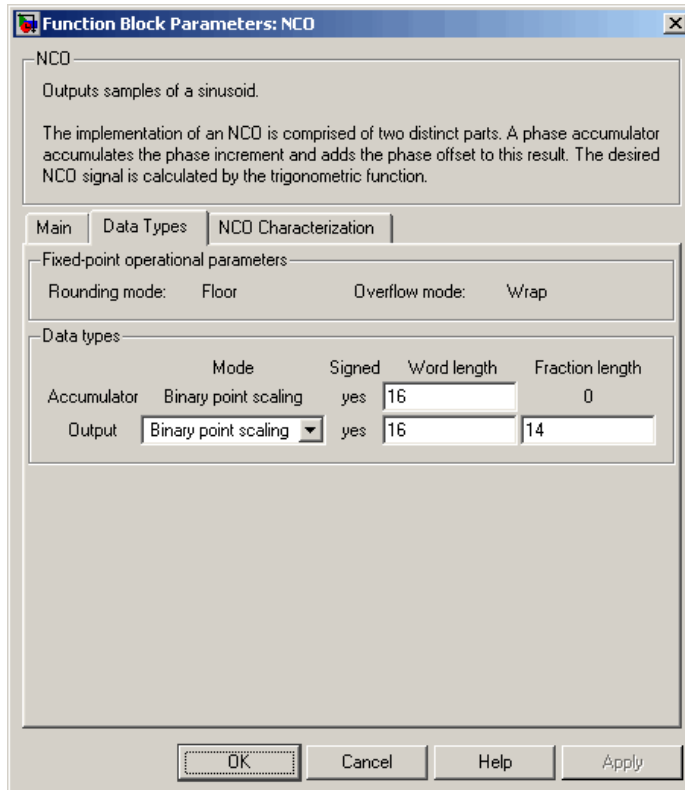 Function Block Parameters: NCO
NCO
Outputs samples of a sinusoid.
The implementation of an NCO is comprised of two distinct parts. A phase accumulator
accumulates the phase increment and adds the phase offset to this result. The desired
NCO signal is calculated by the trigonometric function.
Main Data Types NCO Characterization
Fixed-point operational parameters
Rounding mode: Floor Overflow mode: Wrap
Data types
Mode Signed Word length Fraction length
Accumulator Binary point scaling yes 16 0
Output Binary point scaling yes 16 14
OK Cancel Help Apply